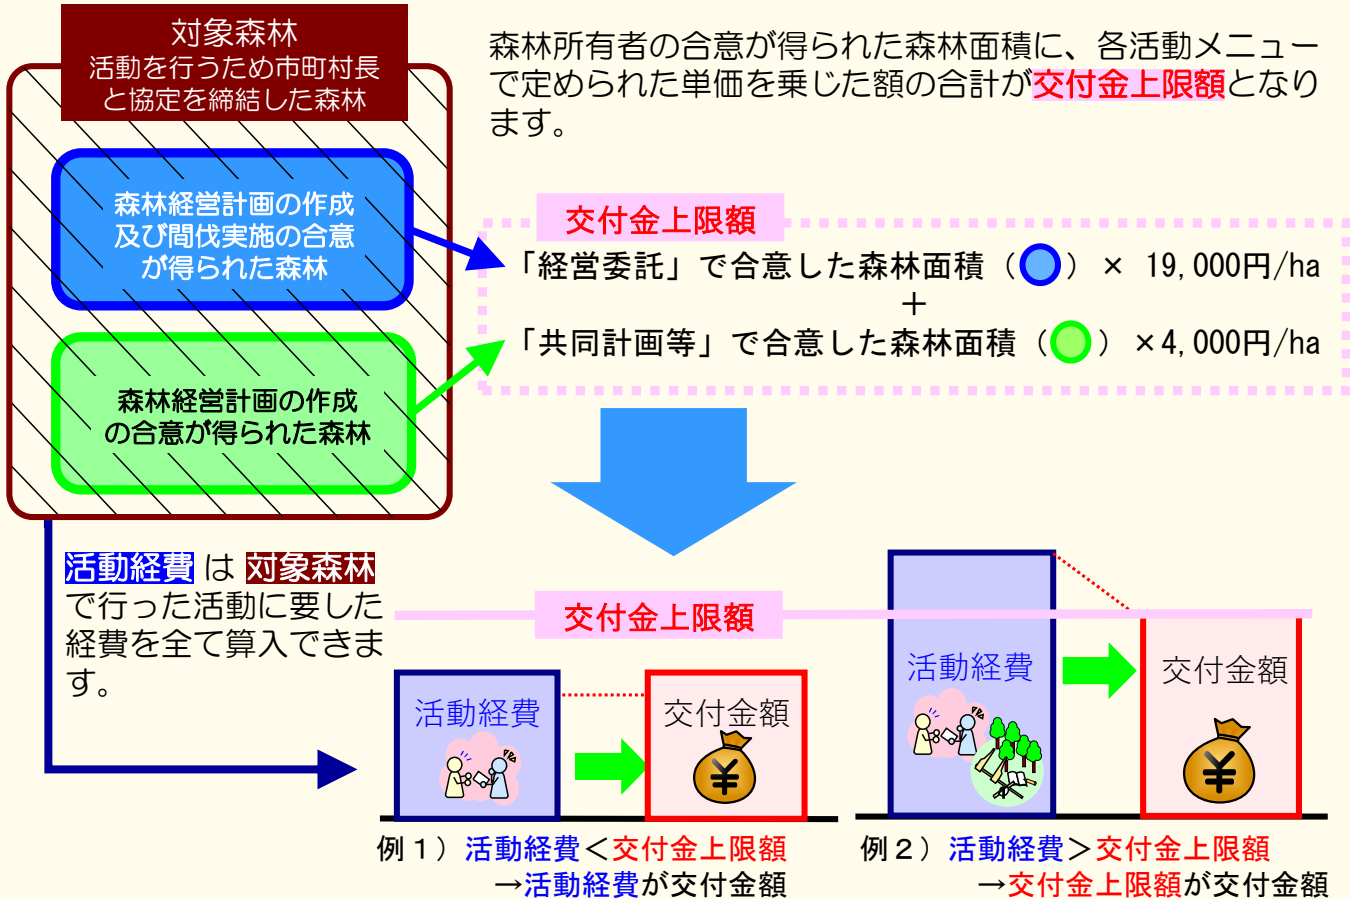 対象森林
活動を行うため市町村長
と協定を締結した森林
森林経営計画の作成
及び間伐実施の合意
が得られた森林
森林経営計画の作成
の合意が得られた森林
森林所有者の合意が得られた森林面積に、各活動メニュー
で定められた単価を乗じた額の合計が交付金上限額となり
ます。
交付金上限額
「経営委託」で合意した森林面積（ ）× 19,000円/ha
＋
「共同計画等」で合意した森林面積（ ）×4,000円/ha
活動経費 は 対象森林
で行った活動に要した
経費を全て算入できま
す。
交付金上限額
活動経費
交付金額
¥
例１）活動経費＜交付金上限額
→活動経費が交付金額
活動経費
交付金額
¥
例２）活動経費＞交付金上限額
→交付金上限額が交付金額